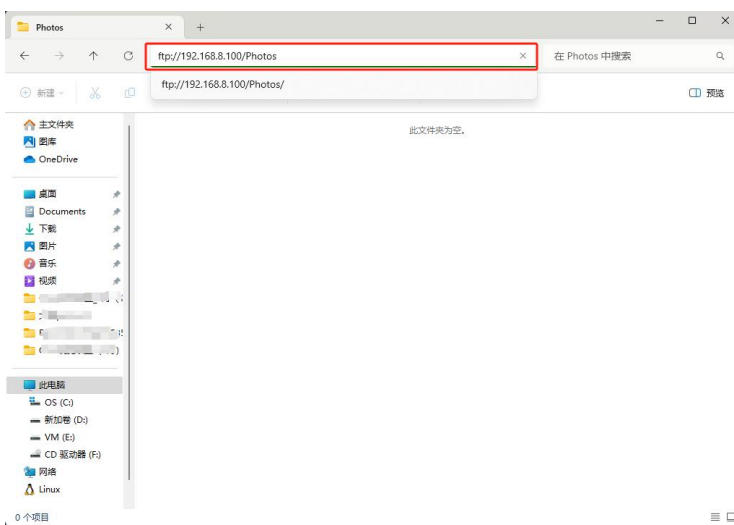 Photos
ftp://192.168.8.100/Photos
在 Photos 中搜索
ftp://192.168.8.100/Photos/
新建
预览
此文件夹为空。
主文件夹
图库
OneDrive
桌面
Documents
下载
图片
音乐
视频
此电脑
OS (C:)
新加卷 (D:)
VM (E:)
CD 驱动器 (F:)
网络
Linux
0 个项目